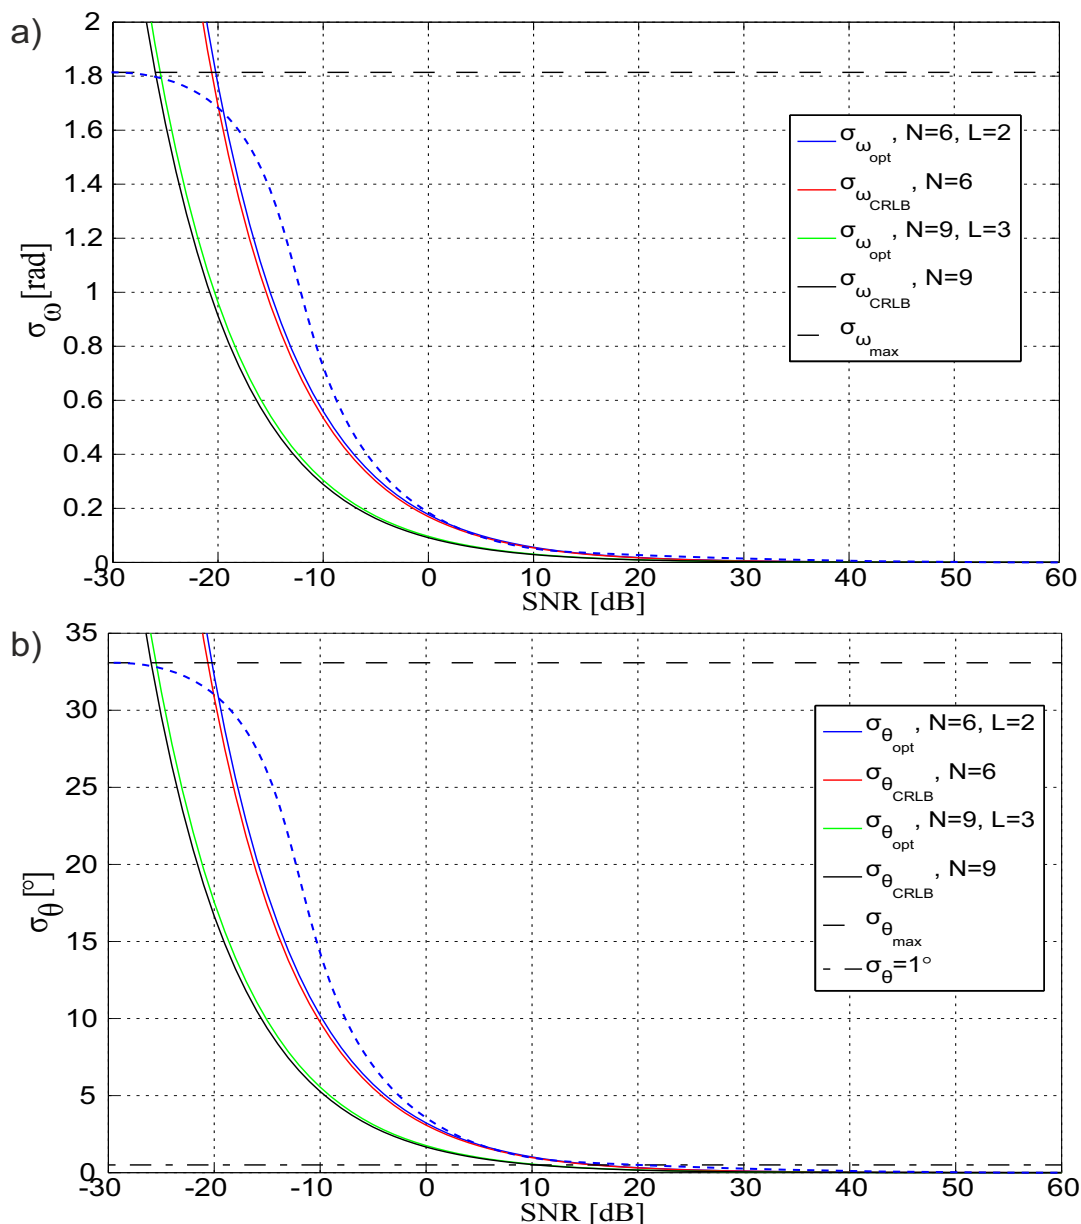 a)
2
1.8
1.6
1.4
1.2
1
0.8
0.6
0.4
0.2
0
σω [rad]
-30 -20 -10 0 10 20 30 40 50 60
SNR [dB]
σωopt, N=6, L=2
σωCRLB, N=6
σωopt, N=9, L=3
σωCRLB, N=9
σωmax
b)
35
30
25
20
15
10
5
0
σθ [°]
-30 -20 -10 0 10 20 30 40 50 60
SNR [dB]
σθopt, N=6, L=2
σθCRLB, N=6
σθopt, N=9, L=3
σθCRLB, N=9
σθmax
σθ=1°